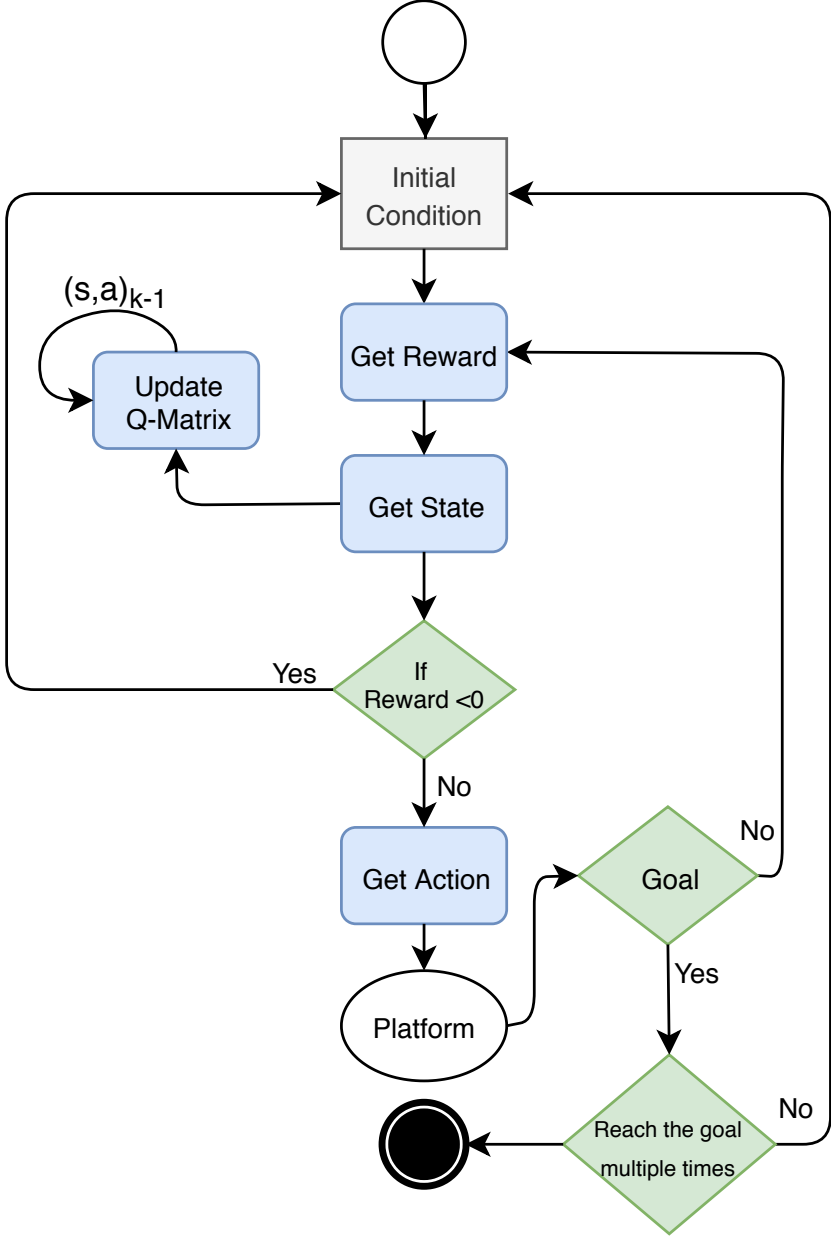 Initial
Condition
(s,a)k-1
Get Reward
Update
Q-Matrix
Get State
Yes
If
Reward <0
No
No
Get Action
Goal
Yes
Platform
No
Reach the goal
multiple times